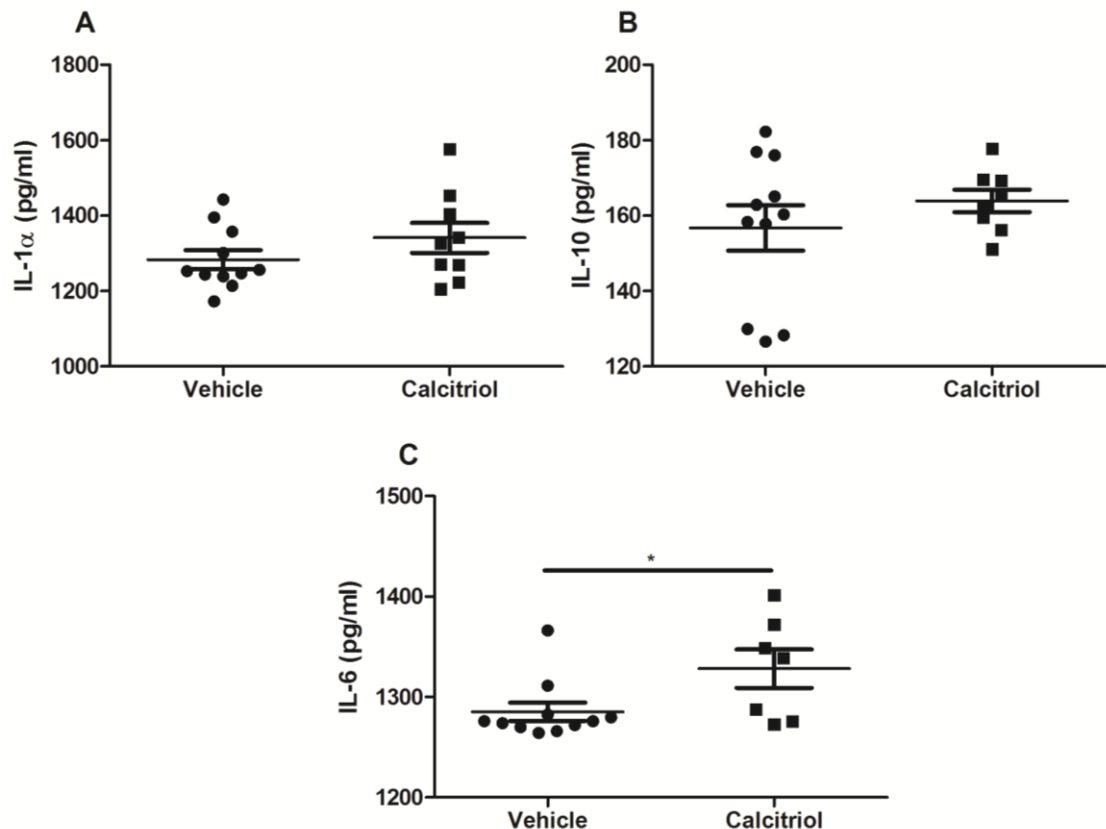 A
IL-1α (pg/ml)
1800
1600
1400
1200
1000
Vehicle Calcitriol
B
IL-10 (pg/ml)
200
180
160
140
120
Vehicle Calcitriol
C
IL-6 (pg/ml)
1500
1400
1300
1200
*
Vehicle Calcitriol